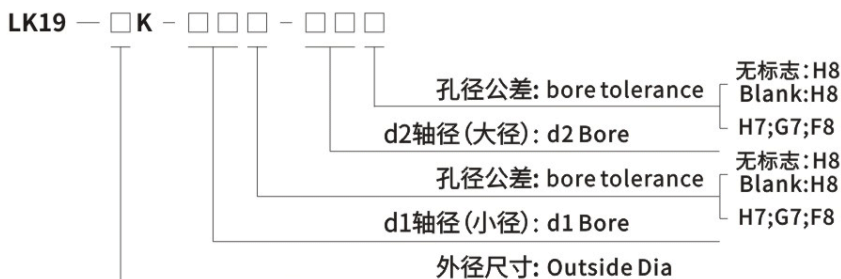 LK19 — □K - □□□ - □□□
无标志:H8
孔径公差: bore tolerance
Blank:H8
H7;G7;F8
d2轴径(大径): d2 Bore
无标志:H8
孔径公差: bore tolerance
Blank:H8
H7;G7;F8
d1轴径(小径): d1 Bore
外径尺寸: Outside Dia